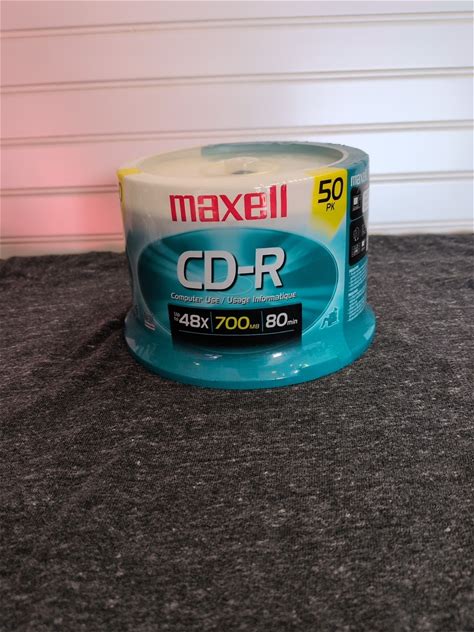 maxell
50
PK
CD-R
Computer Use / Usage Informatique
48x 700MB 80min